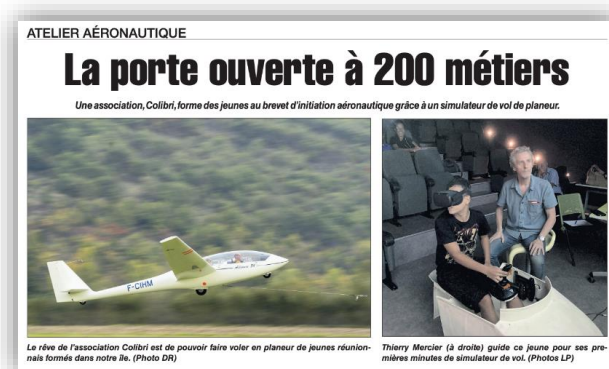 ATELIER AÉRONAUTIQUE
La porte ouverte à 200 métiers
Une association, Colibri, forme des jeunes au brevet d'initiation aéronautique grâce à un simulateur de vol de planeur.
F-CIHM
Le rêve de l'association Colibri est de pouvoir faire voler en planeur de jeunes réunion-
nais formés dans notre île. (Photo DR)
Thierry Mercier (à droite) guide ce jeune pour ses pre-
mières minutes de simulateur de vol. (Photos LP)